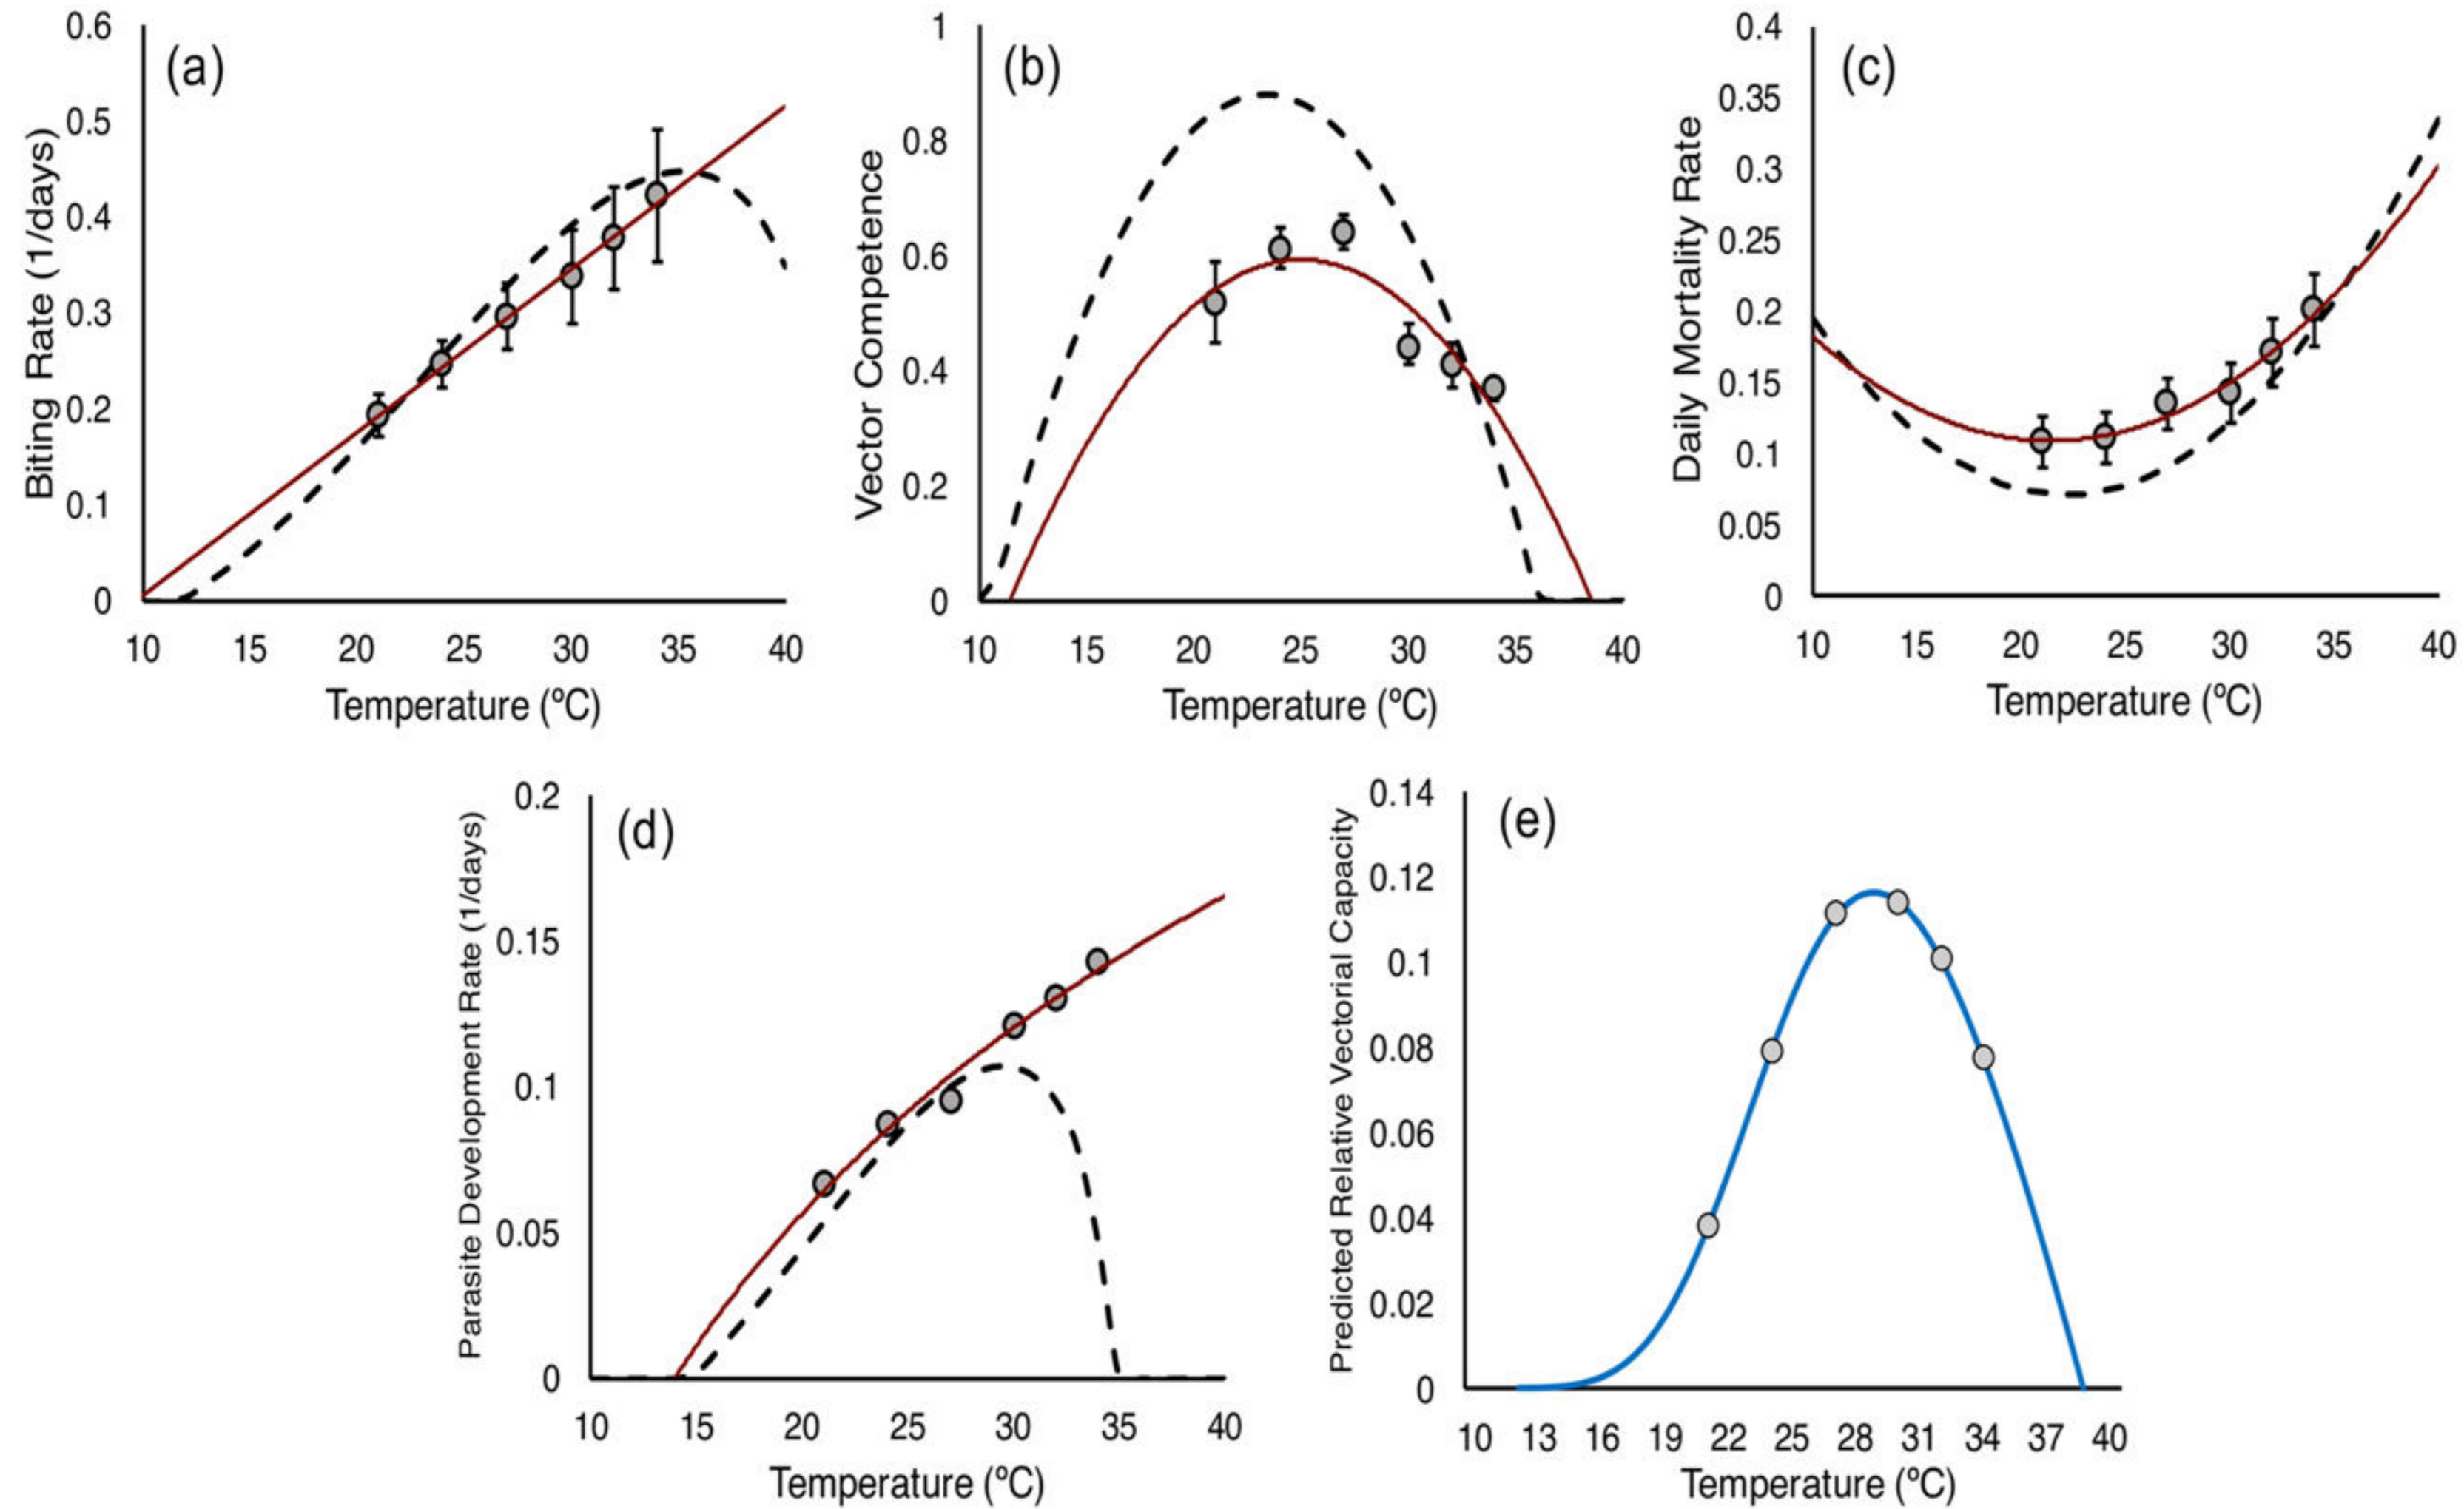 (a)
Biting Rate (1/days)
0.6
0.5
0.4
0.3
0.2
0.1
0
10 15 20 25 30 35 40
Temperature (ºC)
(b)
Vector Competence
1
0.8
0.6
0.4
0.2
0
10 15 20 25 30 35 40
Temperature (ºC)
(c)
Daily Mortality Rate
0.4
0.35
0.3
0.25
0.2
0.15
0.1
0.05
0
10 15 20 25 30 35 40
Temperature (ºC)
(d)
Parasite Development Rate (1/days)
0.2
0.15
0.1
0.05
0
10 15 20 25 30 35 40
Temperature (ºC)
(e)
Predicted Relative Vectorial Capacity
0.14
0.12
0.1
0.08
0.06
0.04
0.02
0
10 13 16 19 22 25 28 31 34 37 40
Temperature (ºC)